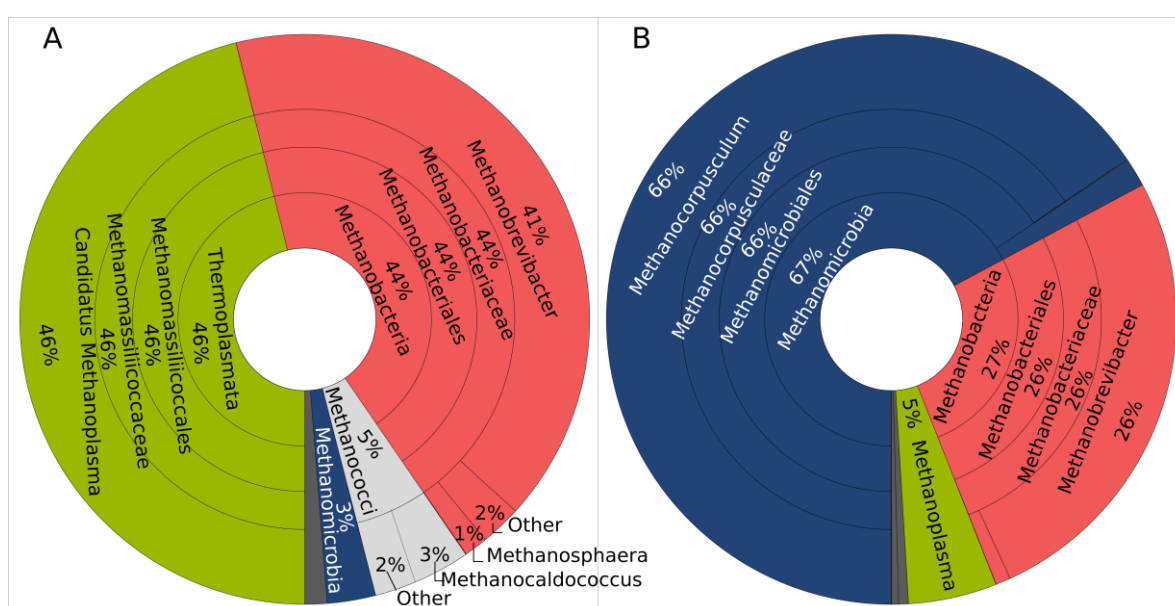 A
Candidatus Methanoplasma
46%
Methanomassiliicoccaceae
46%
Methanomassiliicoccales
46%
Thermoplasmata
46%
Methanobacteria
44%
Methanobacteriales
44%
Methanobacteriaceae
44%
Methanobrevibacter
41%
Methanomicrobia
3%
Methanococci
5%
2%
Other
3%
Methanocaldococcus
1%
Methanosphaera
2%
Other
B
66%
Methanocorpusculum
66%
Methanocorpusculaceae
66%
Methanomicrobiales
67%
Methanomicrobia
Methanobacteria
27%
Methanobacteriales
26%
Methanobacteriaceae
26%
Methanobrevibacter
26%
5% Methanoplasma